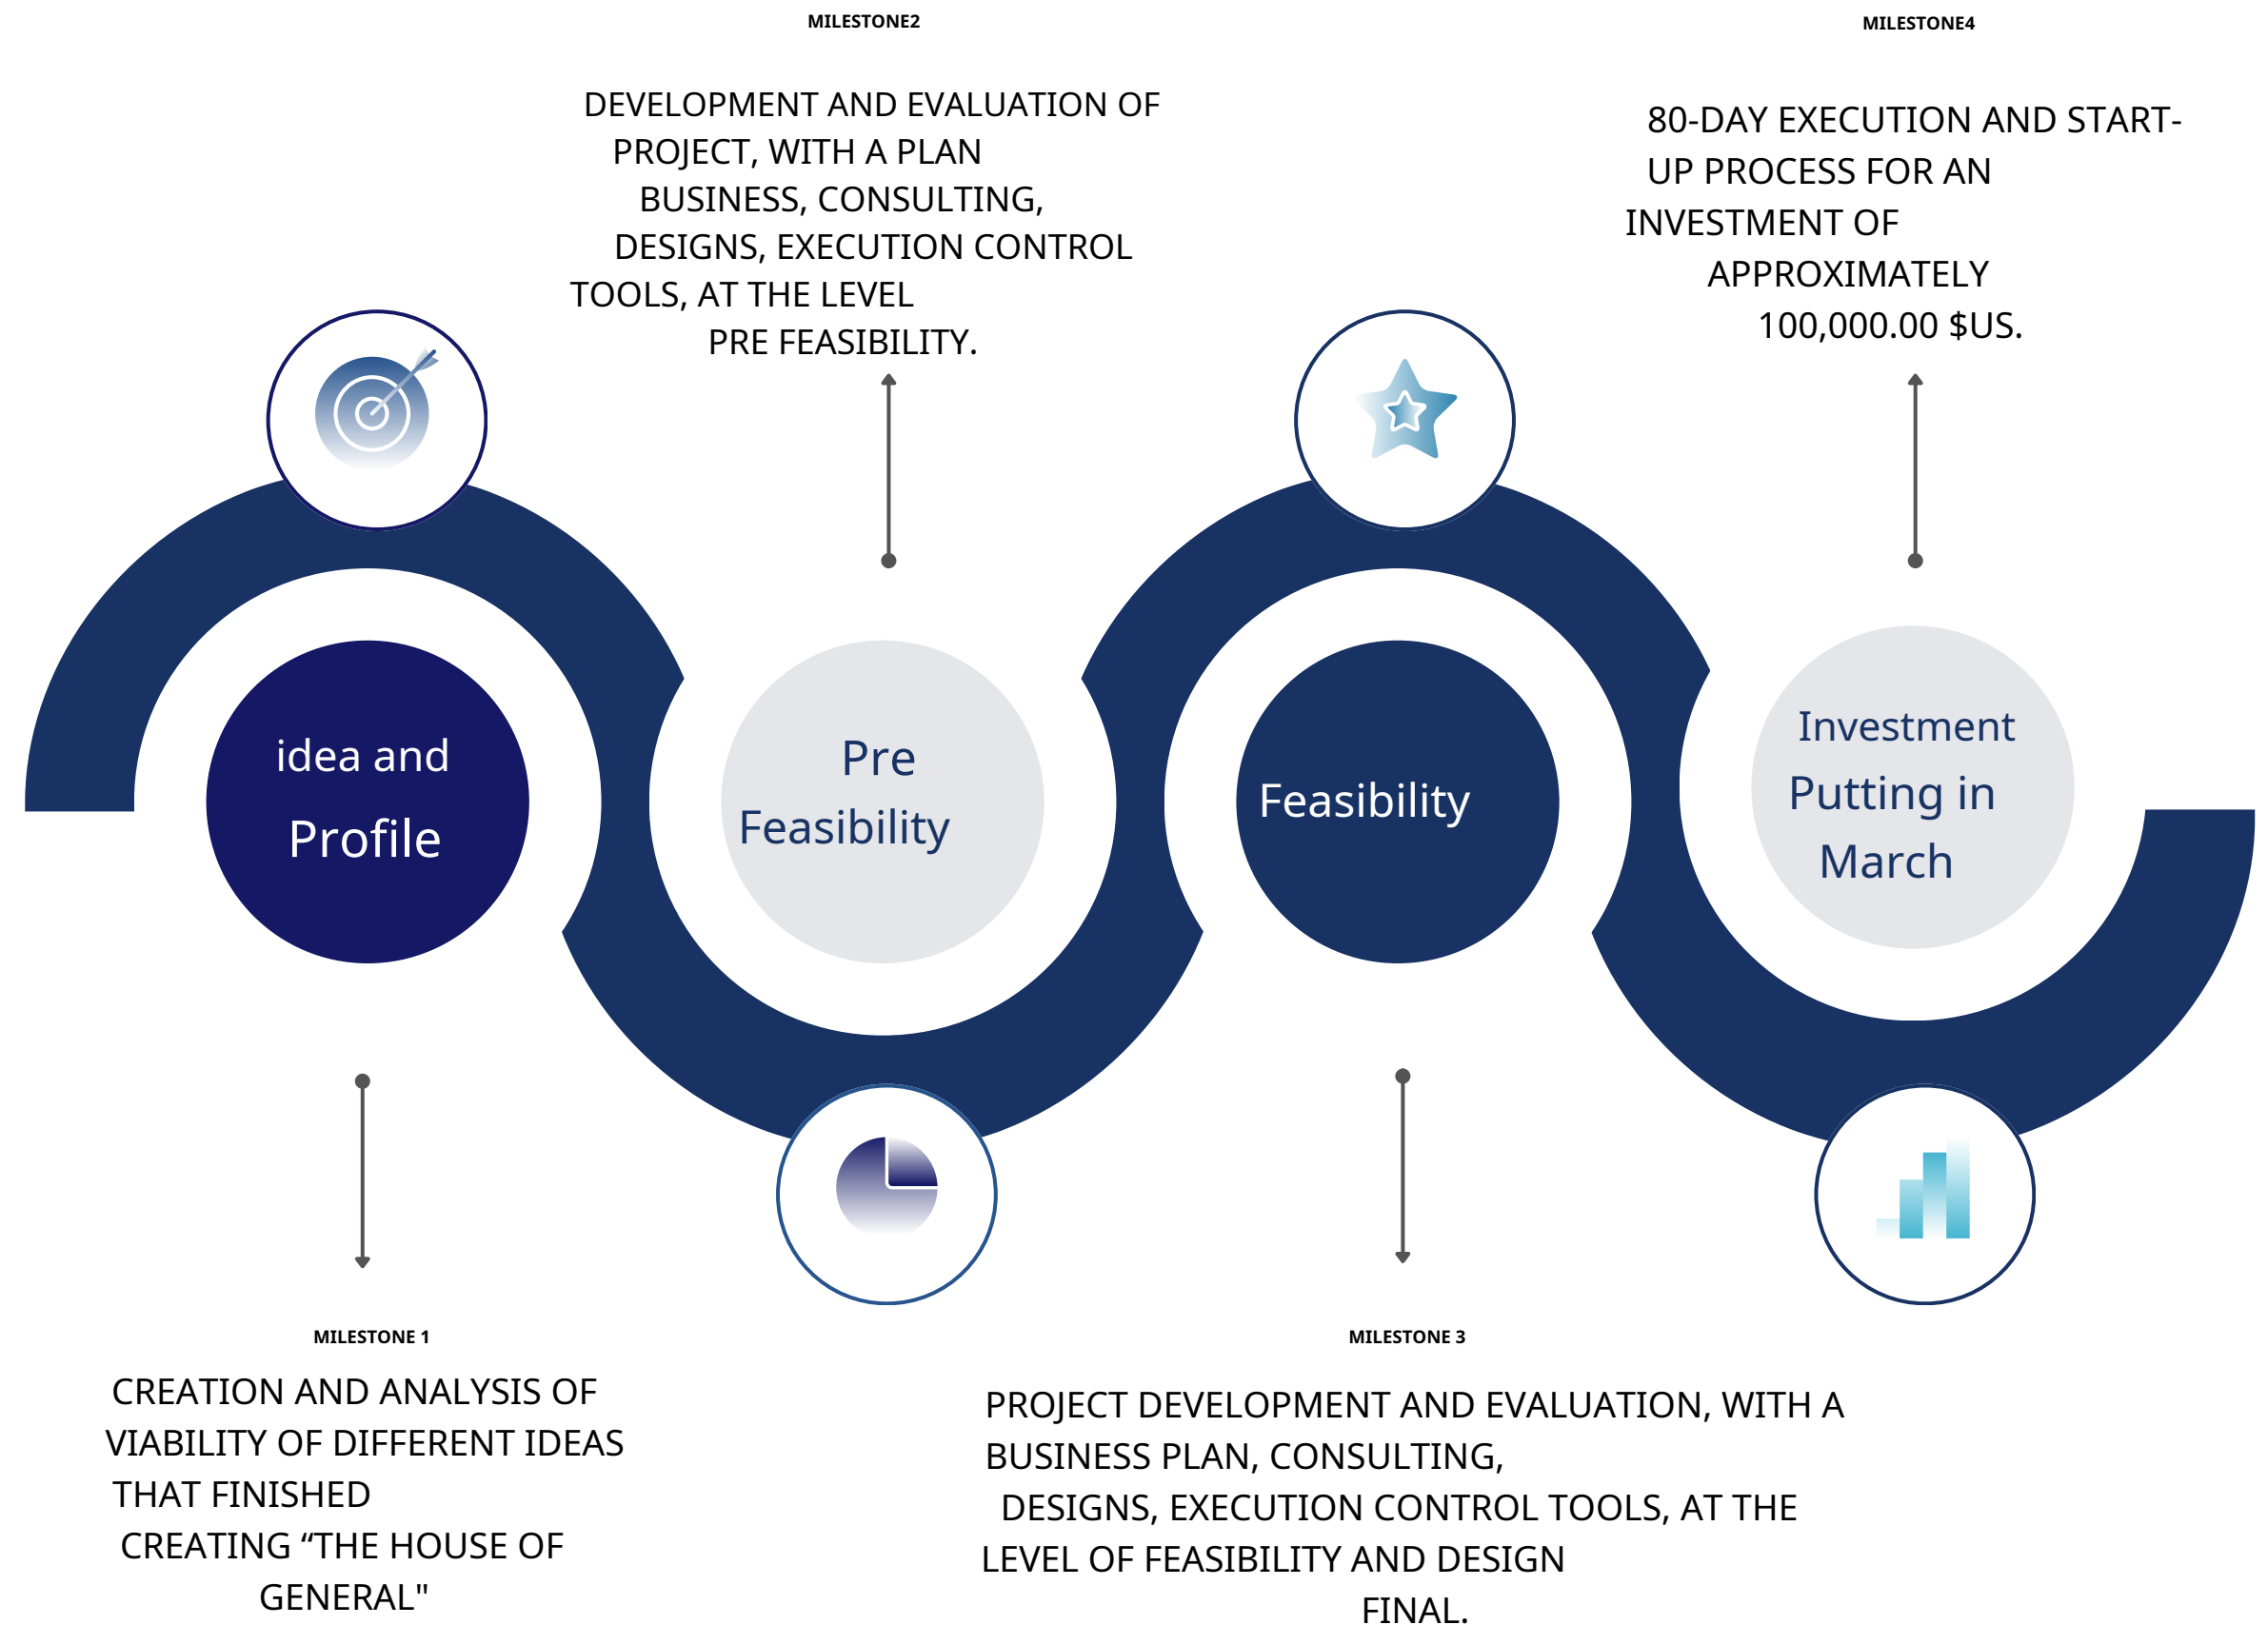 MILESTONE2
DEVELOPMENT AND EVALUATION OF
PROJECT, WITH A PLAN
BUSINESS, CONSULTING,
DESIGNS, EXECUTION CONTROL
TOOLS, AT THE LEVEL
PRE FEASIBILITY.
MILESTONE4
80-DAY EXECUTION AND START-
UP PROCESS FOR AN
INVESTMENT OF
APPROXIMATELY
100,000.00 $US.
idea and
Profile
Pre
Feasibility
Feasibility
Investment
Putting in
March
MILESTONE 1
CREATION AND ANALYSIS OF
VIABILITY OF DIFFERENT IDEAS
THAT FINISHED
CREATING “THE HOUSE OF
GENERAL"
MILESTONE 3
PROJECT DEVELOPMENT AND EVALUATION, WITH A
BUSINESS PLAN, CONSULTING,
DESIGNS, EXECUTION CONTROL TOOLS, AT THE
LEVEL OF FEASIBILITY AND DESIGN
FINAL.